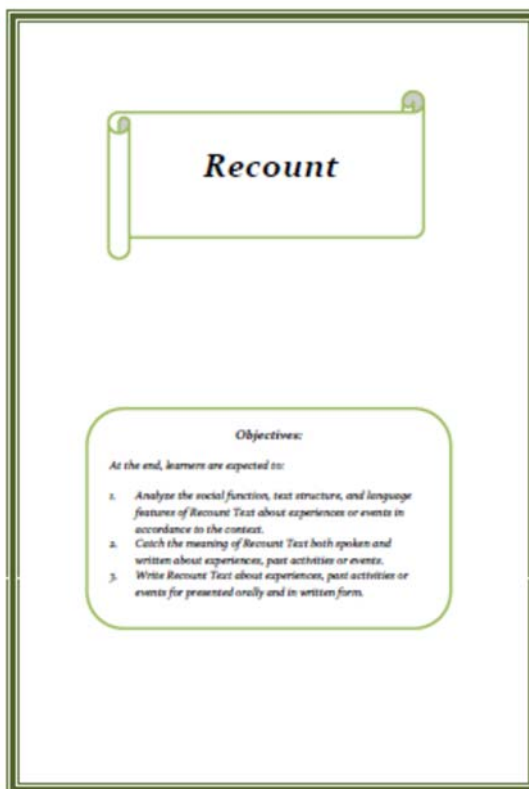 Recount
Objectives:
At the end, learners are expected to:
1. Analyze the social function, text structure, and language
features of Recount Text about experiences or events in
accordance to the context.
2. Catch the meaning of Recount Text both spoken and
written about experiences, past activities or events.
3. Write Recount Text about experiences, past activities or
events for presented orally and in written form.